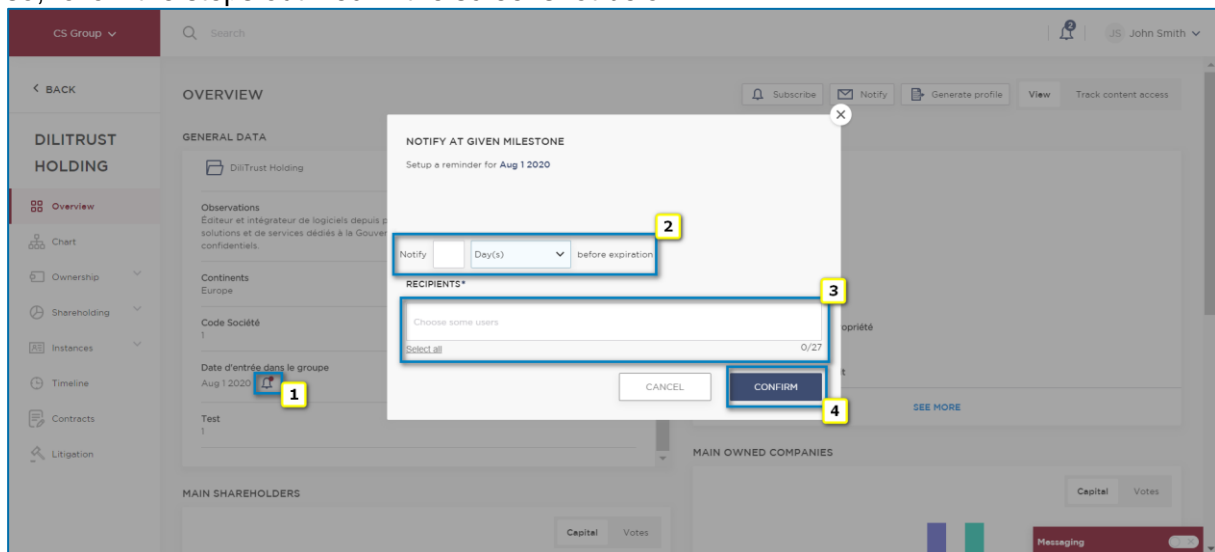 CS Group
Search
2
JS John Smith
BACK
OVERVIEW
Subscribe
Notify
Generate profile
View
Track content access
DILITRUST
HOLDING
Overview
Chart
Ownership
Shareholding
Instances
Timeline
Contracts
Litigation
GENERAL DATA
DiliTrust Holding
Observations
Éditeur et intégrateur de logiciels depuis
solutions et de services dédiés à la
confidentiels.
Continents
Europe
Code Société
1
Date d'entrée dans le groupe
Aug 1 2020
1
Test
1
NOTIFY AT GIVEN MILESTONE
Setup a reminder for Aug 1 2020
2
Notify Day(s) before expiration
RECIPIENTS*
3
Choose some users
Select all
0/27
CANCEL
CONFIRM
4
SEE MORE
MAIN OWNED COMPANIES
Capital Votes
MAIN SHAREHOLDERS
Capital Votes
Messaging